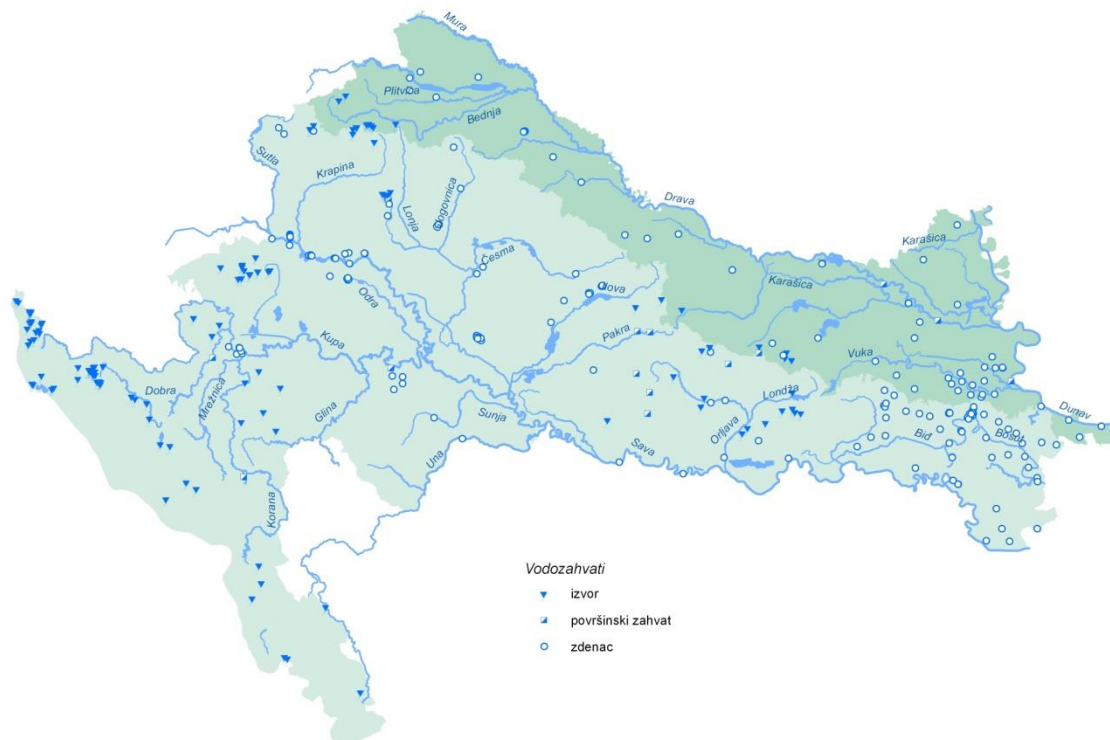 Mura
Plitvica
Bednja
Sutla
Krapina
Lonja
Glogovnica
Drava
Karašica
Česma
Karašica
Ilova
Odra
Pakra
Kupa
Vuka
Dobra
Mrežnica
Londža
Glina
Sunja
Dunav
Orljava
Biđ
Bosut
Sava
Una
Korana
Vodozahvati
izvor
površinski zahvat
zdenac